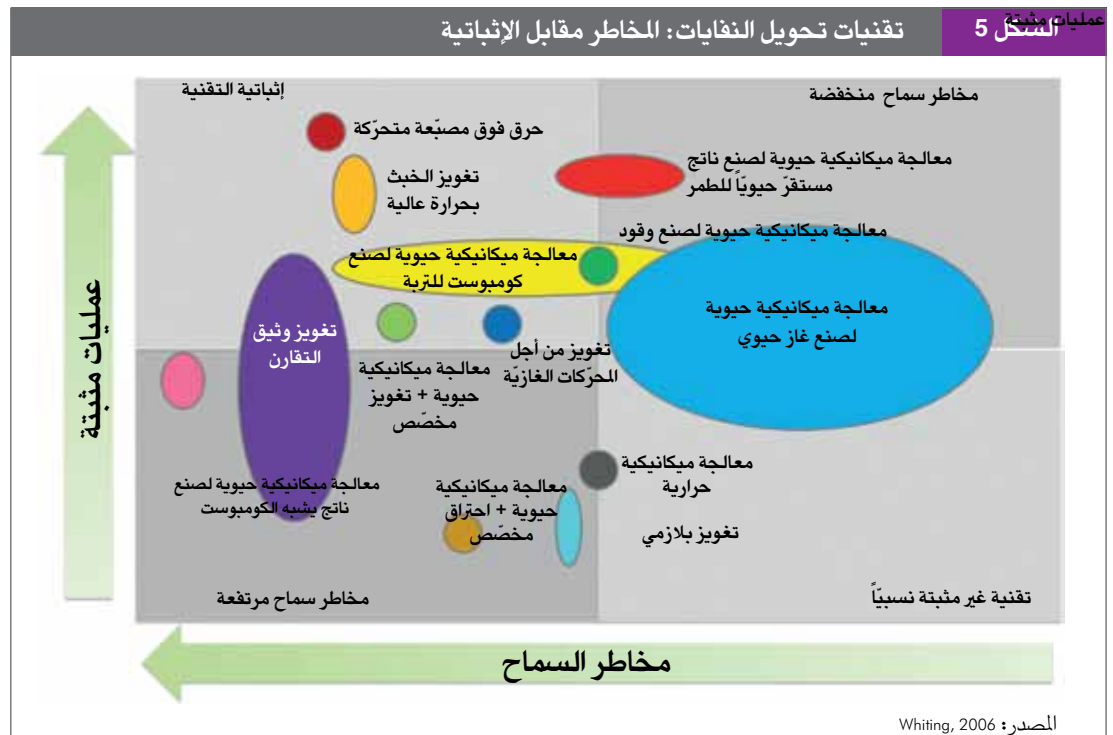 عمليات مثبتة
الشكل 5
تقنيات تحويل النفايات: المخاطر مقابل الإثباتية
إثباتية التقنية
مخاطر سماح منخفضة
حرق فوق مصبّعة متحرّكة
معالجة ميكانيكية حيوية لصنع ناتج
مستقرّ حيويّاً للطمر
تغويز الخبث
بحرارة عالية
معالجة ميكانيكية حيوية لصنع وقود
معالجة ميكانيكية حيوية لصنع
كومبوست للتربة
معالجة ميكانيكية حيوية
لصنع غاز حيوي
تغويز وثيق
التقارن
تغويز من أجل
المحرّكات الغازيّة
معالجة ميكانيكية
حيوية + تغويز
مخصّص
عمليات مثبتة
معالجة ميكانيكية
حرارية
معالجة ميكانيكية حيوية لصنع
ناتج يشبه الكومبوست
معالجة ميكانيكية
حيوية + احتراق
مخصّص
تغويز بلازمي
مخاطر سماح مرتفعة
تقنية غير مثبتة نسبيّاً
مخاطر السماح
المصدر: Whiting, 2006